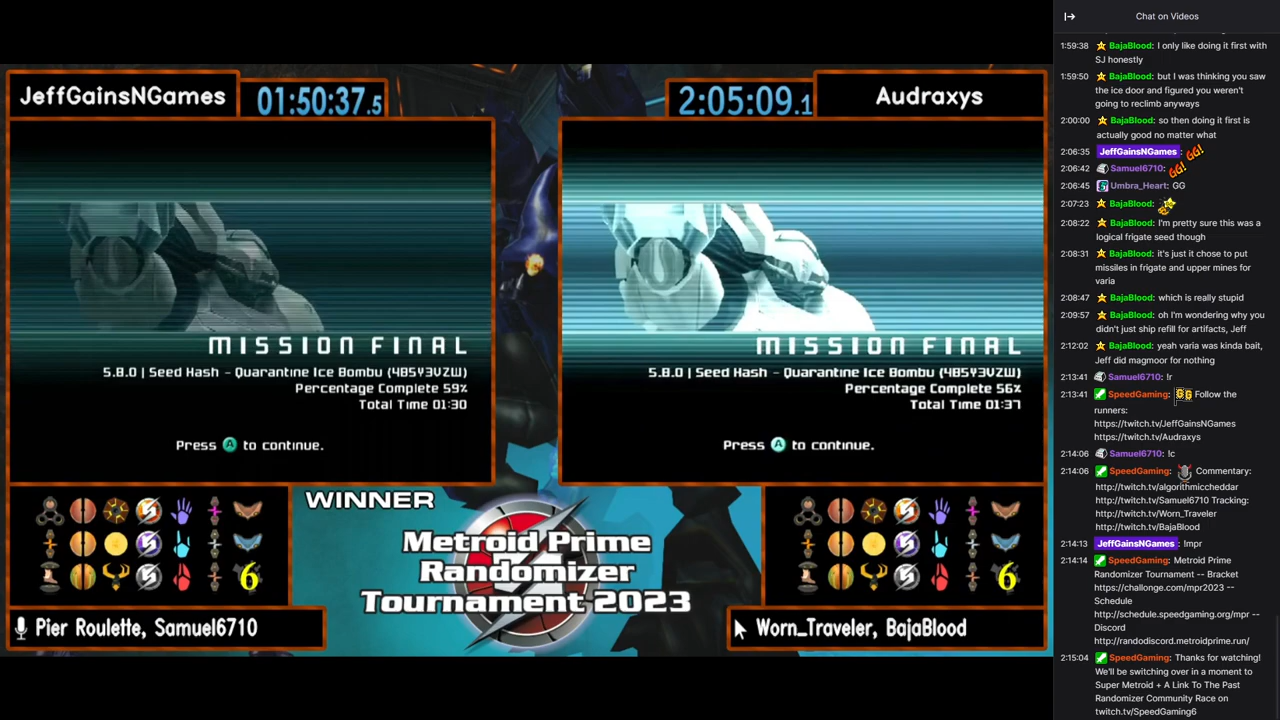 JeffGainsNGames
01:50:37.5
2:05:09.1
Audraxys
MISSION FINAL
5.8.0 | Seed Hash - Quarantine Ice Bombu (4B5Y3VZW)
Percentage Complete 59%
Total Time 01:30
Press A to continue.
MISSION FINAL
5.8.0 | Seed Hash - Quarantine Ice Bombu (4B5Y3VZW)
Percentage Complete 56%
Total Time 01:37
Press A to continue.
6
WINNER
Metroid Prime
Randomizer
Tournament 2023
6
Pier Roulette, Samuel6710
Worn_Traveler, BajaBlood
Chat on Videos
1:59:38 BajaBlood: I only like doing it first with
SJ honestly
1:59:50 BajaBlood: but I was thinking you saw
the ice door and figured you weren't
going to reclimb anyways
2:00:00 BajaBlood: so then doing it first is
actually good no matter what
2:06:35 JeffGainsNGames: GG!
2:06:42 Samuel6710: GG!
2:06:45 Umbra_Heart: GG
2:07:23 BajaBlood:
2:08:22 BajaBlood: I'm pretty sure this was a
logical frigate seed though
2:08:31 BajaBlood: it's just it chose to put
missiles in frigate and upper mines for
varia
2:08:47 BajaBlood: which is really stupid
2:09:57 BajaBlood: oh I'm wondering why you
didn't just ship refill for artifacts, Jeff
2:12:02 BajaBlood: yeah varia was kinda bait,
Jeff did magmoor for nothing
2:13:41 Samuel6710: !r
2:13:41 SpeedGaming: Follow the
runners:
https://twitch.tv/JeffGainsNGames
https://twitch.tv/Audraxys
2:14:06 Samuel6710: !c
2:14:06 SpeedGaming: Commentary:
http://twitch.tv/algorithmiccheddar
http://twitch.tv/Samuel6710 Tracking:
http://twitch.tv/Worn_Traveler
http://twitch.tv/BajaBlood
2:14:13 JeffGainsNGames: !mpr
2:14:14 SpeedGaming: Metroid Prime
Randomizer Tournament -- Bracket
https://challonge.com/mpr2023 --
Schedule
http://schedule.speedgaming.org/mpr --
Discord
http://randodiscord.metroidprime.run/
2:15:04 SpeedGaming: Thanks for watching!
We'll be switching over in a moment to
Super Metroid + A Link To The Past
Randomizer Community Race on
twitch.tv/SpeedGaming6